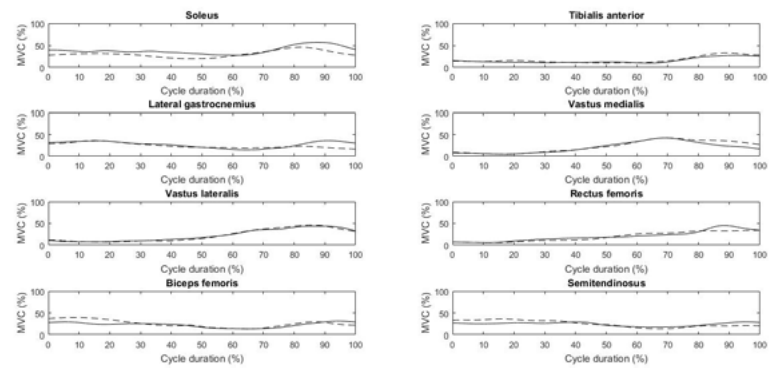 Soleus
MVC (%)
100
50
0
0 10 20 30 40 50 60 70 80 90 100
Cycle duration (%)
Tibialis anterior
MVC (%)
100
50
0
0 10 20 30 40 50 60 70 80 90 100
Cycle duration (%)
Lateral gastrocnemius
MVC (%)
100
50
0
0 10 20 30 40 50 60 70 80 90 100
Cycle duration (%)
Vastus medialis
MVC (%)
100
50
0
0 10 20 30 40 50 60 70 80 90 100
Cycle duration (%)
Vastus lateralis
MVC (%)
100
50
0
0 10 20 30 40 50 60 70 80 90 100
Cycle duration (%)
Rectus femoris
MVC (%)
100
50
0
0 10 20 30 40 50 60 70 80 90 100
Cycle duration (%)
Biceps femoris
MVC (%)
100
50
0
0 10 20 30 40 50 60 70 80 90 100
Cycle duration (%)
Semitendinosus
MVC (%)
100
50
0
0 10 20 30 40 50 60 70 80 90 100
Cycle duration (%)